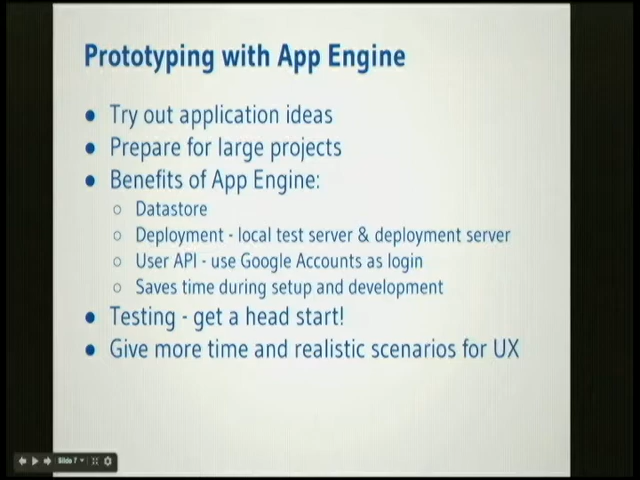 Prototyping with App Engine
● Try out application ideas
● Prepare for large projects
● Benefits of App Engine:
○ Datastore
○ Deployment - local test server & deployment server
○ User API - use Google Accounts as login
○ Saves time during setup and development
● Testing - get a head start!
● Give more time and realistic scenarios for UX
Slide 7